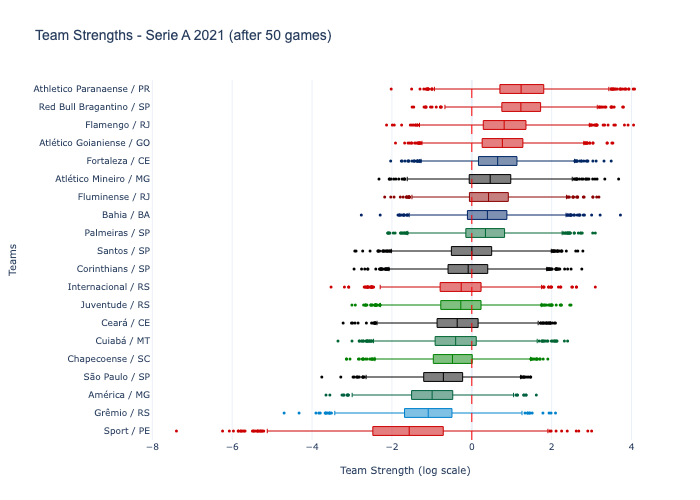 Team Strengths - Serie A 2021 (after 50 games)
Athletico Paranaense / PR
Red Bull Bragantino / SP
Flamengo / RJ
Atlético Goianiense / GO
Fortaleza / CE
Atlético Mineiro / MG
Fluminense / RJ
Bahia / BA
Palmeiras / SP
Santos / SP
Corinthians / SP
Internacional / RS
Juventude / RS
Ceará / CE
Cuiabá / MT
Chapecoense / SC
São Paulo / SP
América / MG
Grêmio / RS
Sport / PE
Teams
−8 −6 −4 −2 0 2 4
Team Strength (log scale)